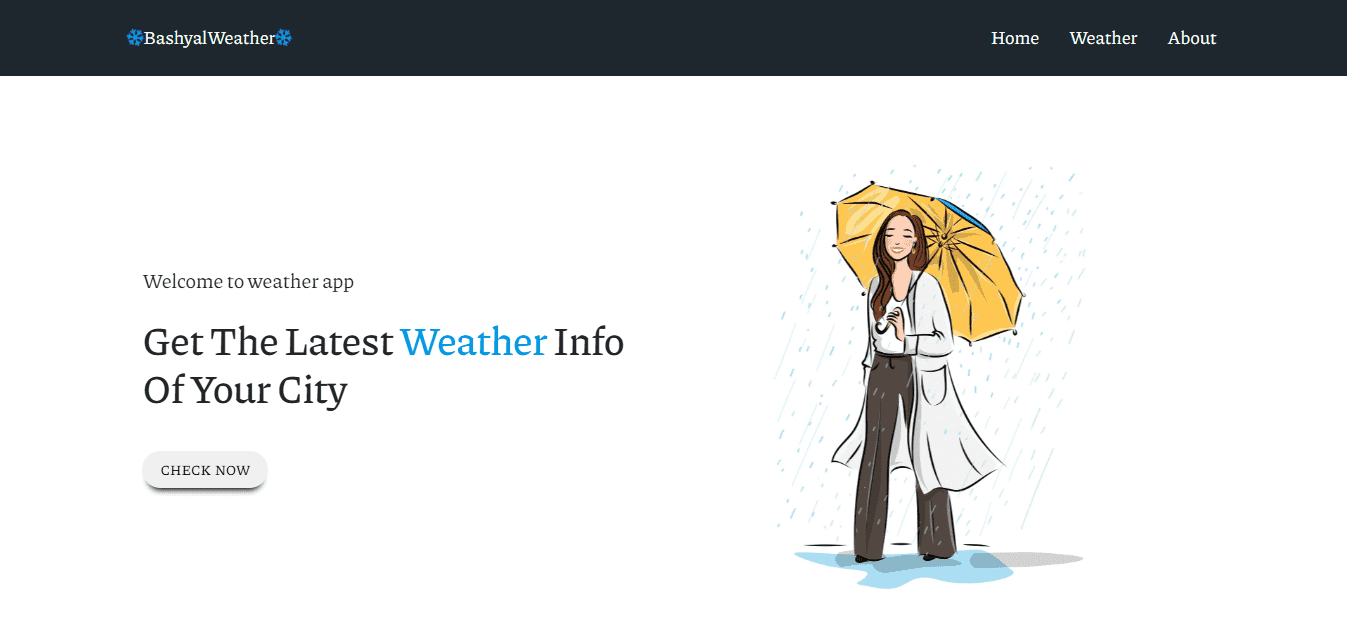 ❄BashyalWeather❄
Home Weather About
Welcome to weather app
Get The Latest Weather Info
Of Your City
CHECK NOW